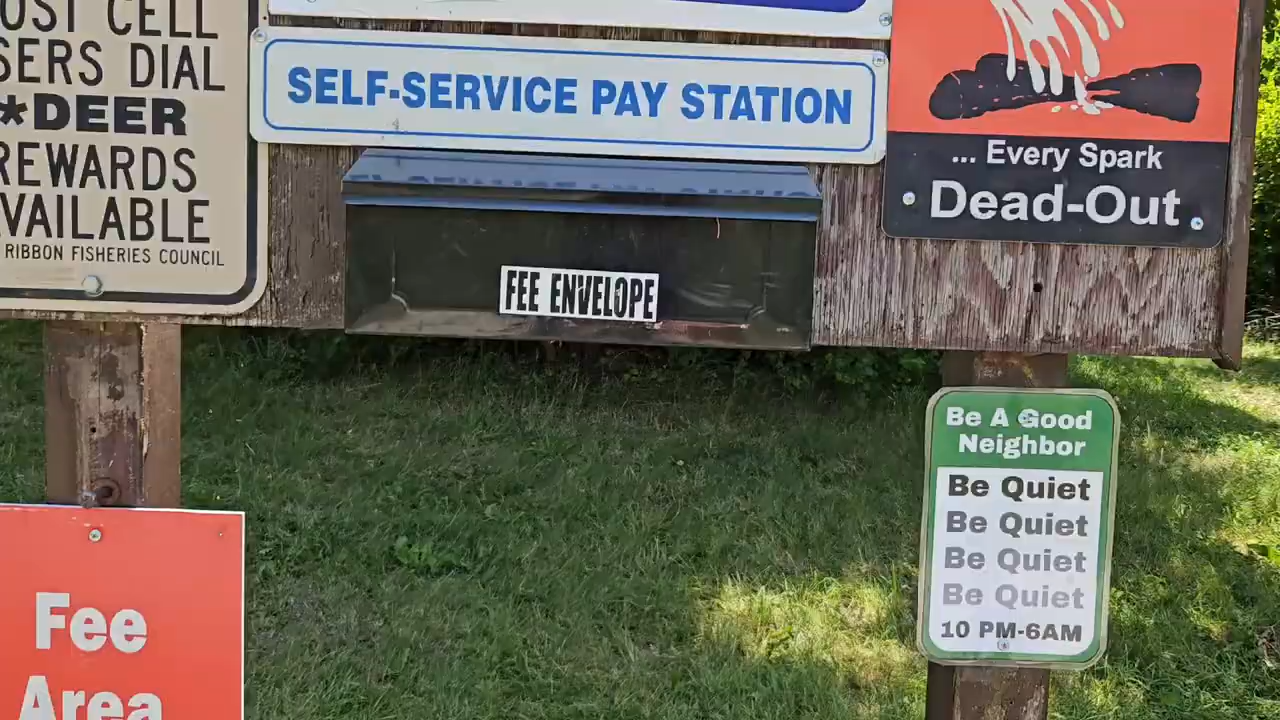 OST CELL
SERS DIAL
*DEER
REWARDS
AVAILABLE
RIBBON FISHERIES COUNCIL
SELF-SERVICE PAY STATION
FEE ENVELOPE
... Every Spark
Dead-Out
Be A Good
Neighbor
Be Quiet
Be Quiet
Be Quiet
Be Quiet
10 PM-6AM
Fee
Area